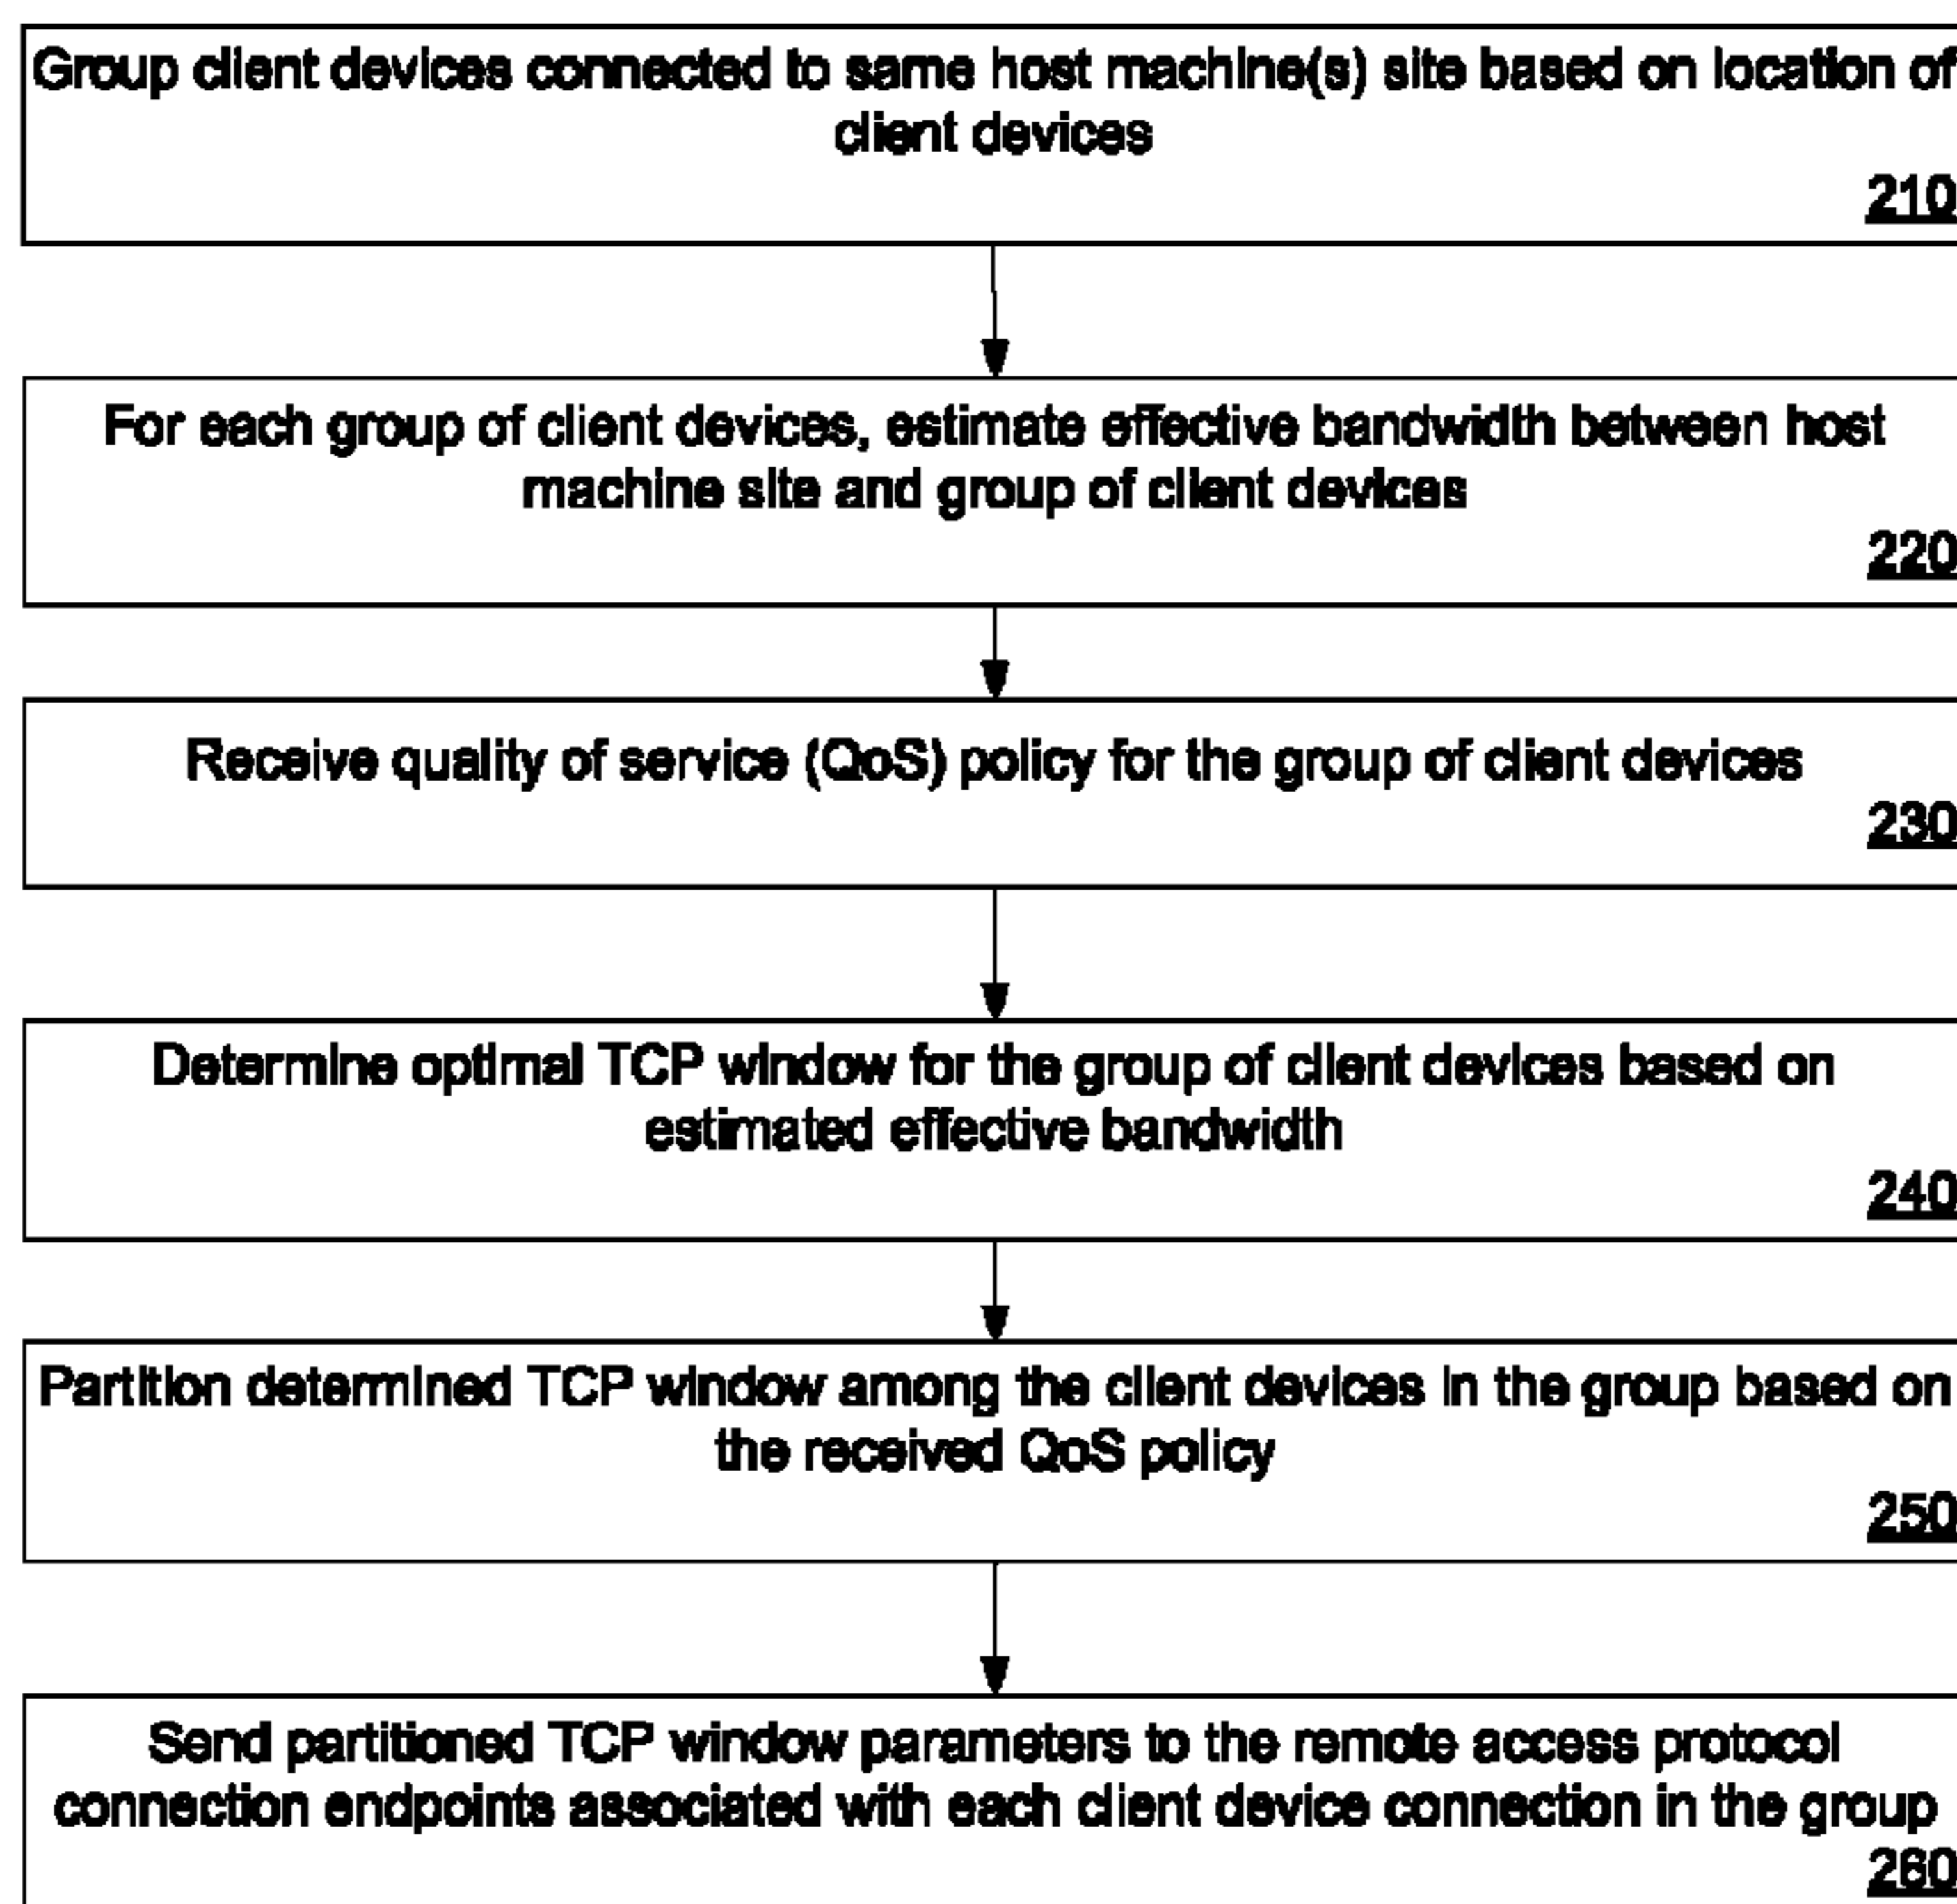 Group client devices connected to same host machine(s) site based on location of
client devices
210
For each group of client devices, estimate effective bandwidth between host
machine site and group of client devices
220
Receive quality of service (QoS) policy for the group of client devices
230
Determine optimal TCP window for the group of client devices based on
estimated effective bandwidth
240
Partition determined TCP window among the client devices in the group based on
the received QoS policy
250
Send partitioned TCP window parameters to the remote access protocol
connection endpoints associated with each client device connection in the group
260